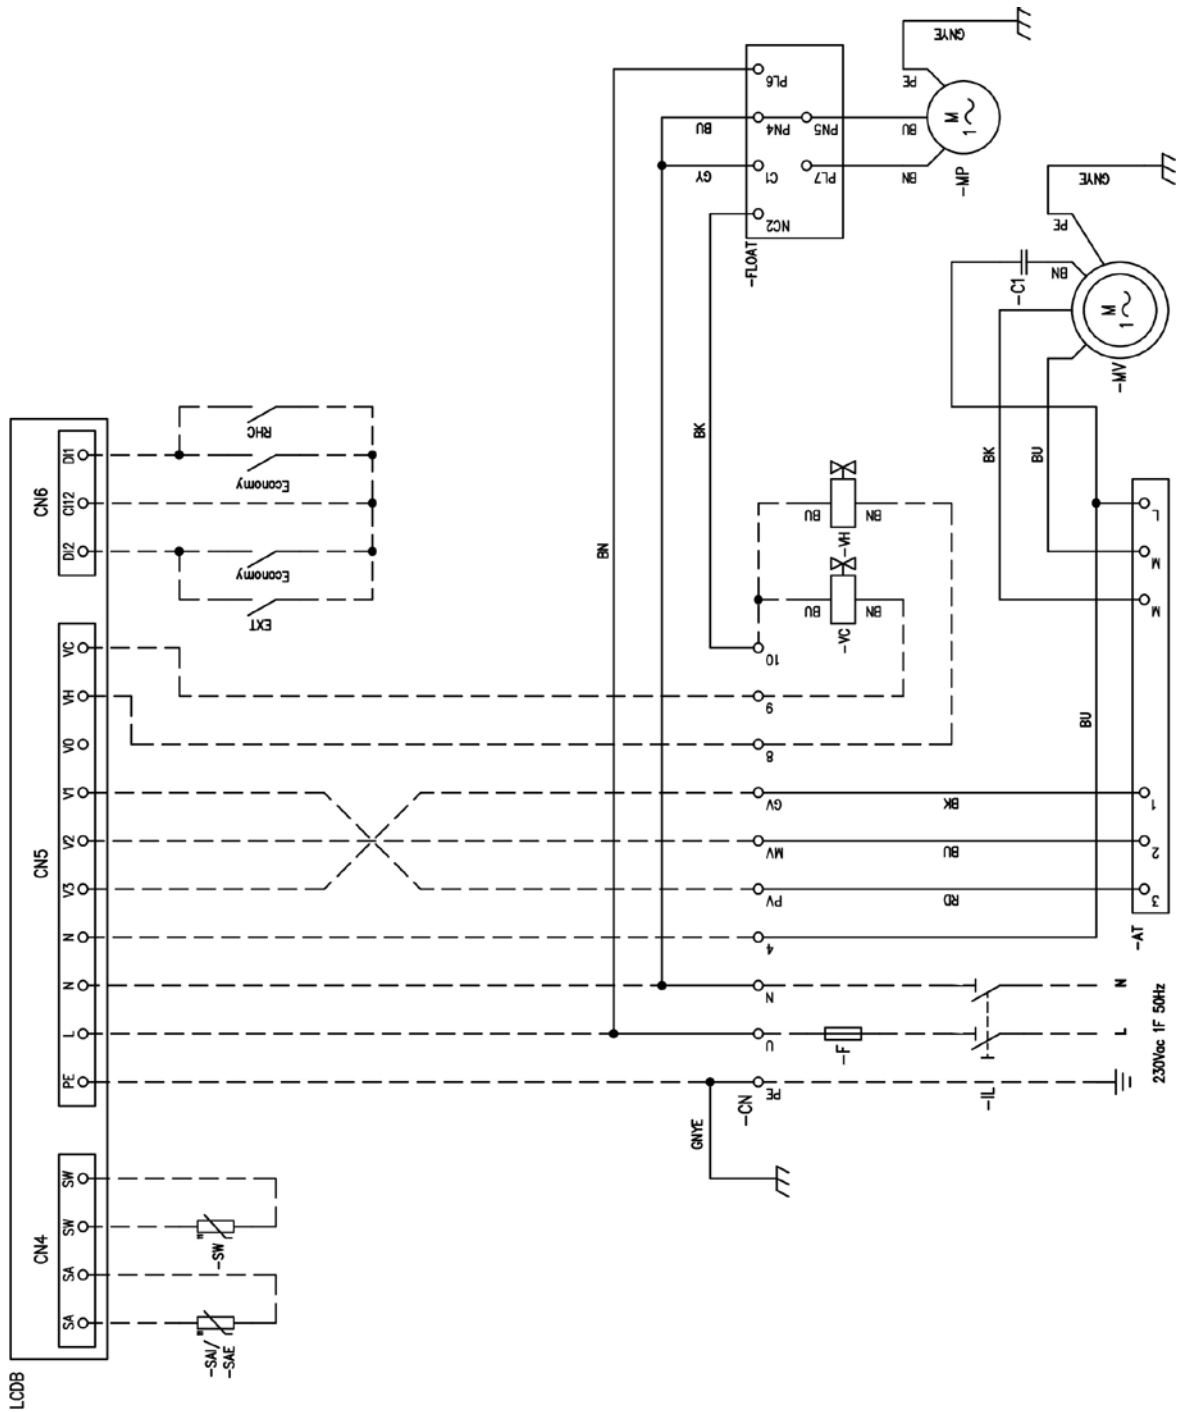 LCDB
CN4
SA
SA
SW
SW
-SAI/
-SAE
-SW
CN5
PE
L
N
N
V3
V2
V1
V0
VH
VC
CN6
DI2
CI12
DI1
EXT
Economy
Economy
RHC
GNYE
-CN
PE
U
N
4
PV
MV
GV
8
9
10
BN
BK
-F
-IL
L
N
230Vac 1F 50Hz
RD
BU
BK
BU
-AT
3
2
1
M
M
L
-VC
BU
BN
-VH
BU
BN
BK
BU
-FLOAT
NC2
C1
PN4
PL6
PL7
PN5
GY
BU
BN
BU
PE
GNYE
M
1
-MP
-C1
BN
PE
GNYE
M
1
-MV